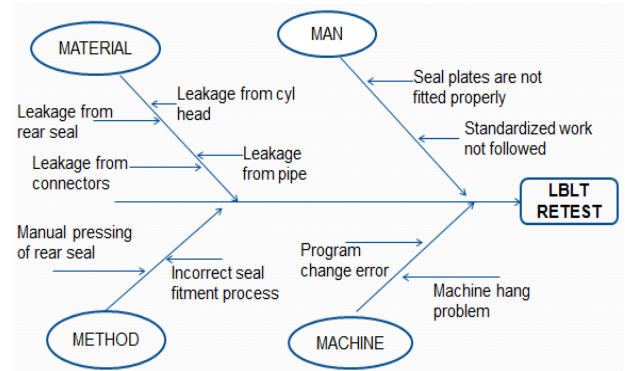 MATERIAL
MAN
Leakage from cyl
head
Leakage from
rear seal
Leakage
from pipe
Leakage from
connectors
Seal plates are not
fitted properly
Standardized work
not followed
LBLT
RETEST
Manual pressing
of rear seal
Incorrect seal
fitment process
Program
change error
Machine hang
problem
METHOD
MACHINE